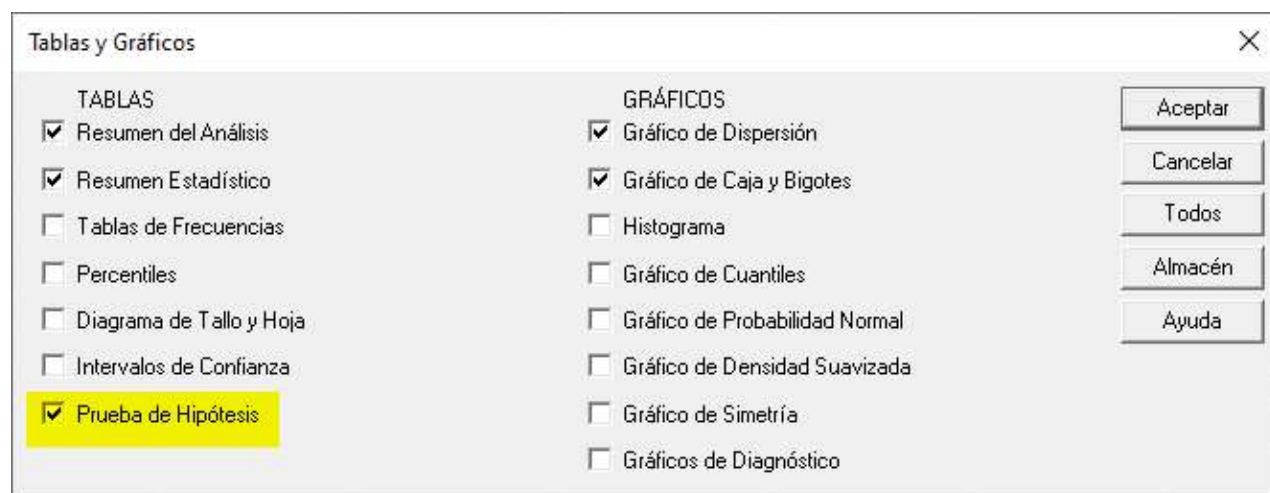 Tablas y Gráficos
TABLAS
Resumen del Análisis
Resumen Estadístico
Tablas de Frecuencias
Percentiles
Diagrama de Tallo y Hoja
Intervalos de Confianza
Prueba de Hipótesis
GRÁFICOS
Gráfico de Dispersión
Gráfico de Caja y Bigotes
Histograma
Gráfico de Cuantiles
Gráfico de Probabilidad Normal
Gráfico de Densidad Suavizada
Gráfico de Simetría
Gráficos de Diagnóstico
Aceptar
Cancelar
Todos
Almacén
Ayuda